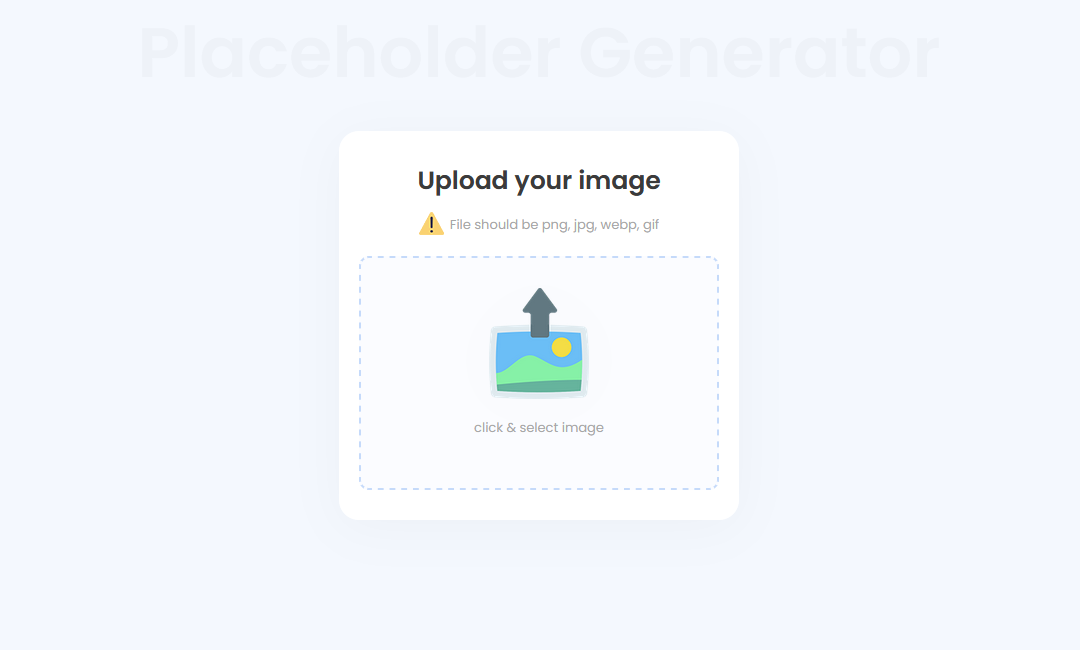 Placeholder Generator
Upload your image
File should be png, jpg, webp, gif
click & select image